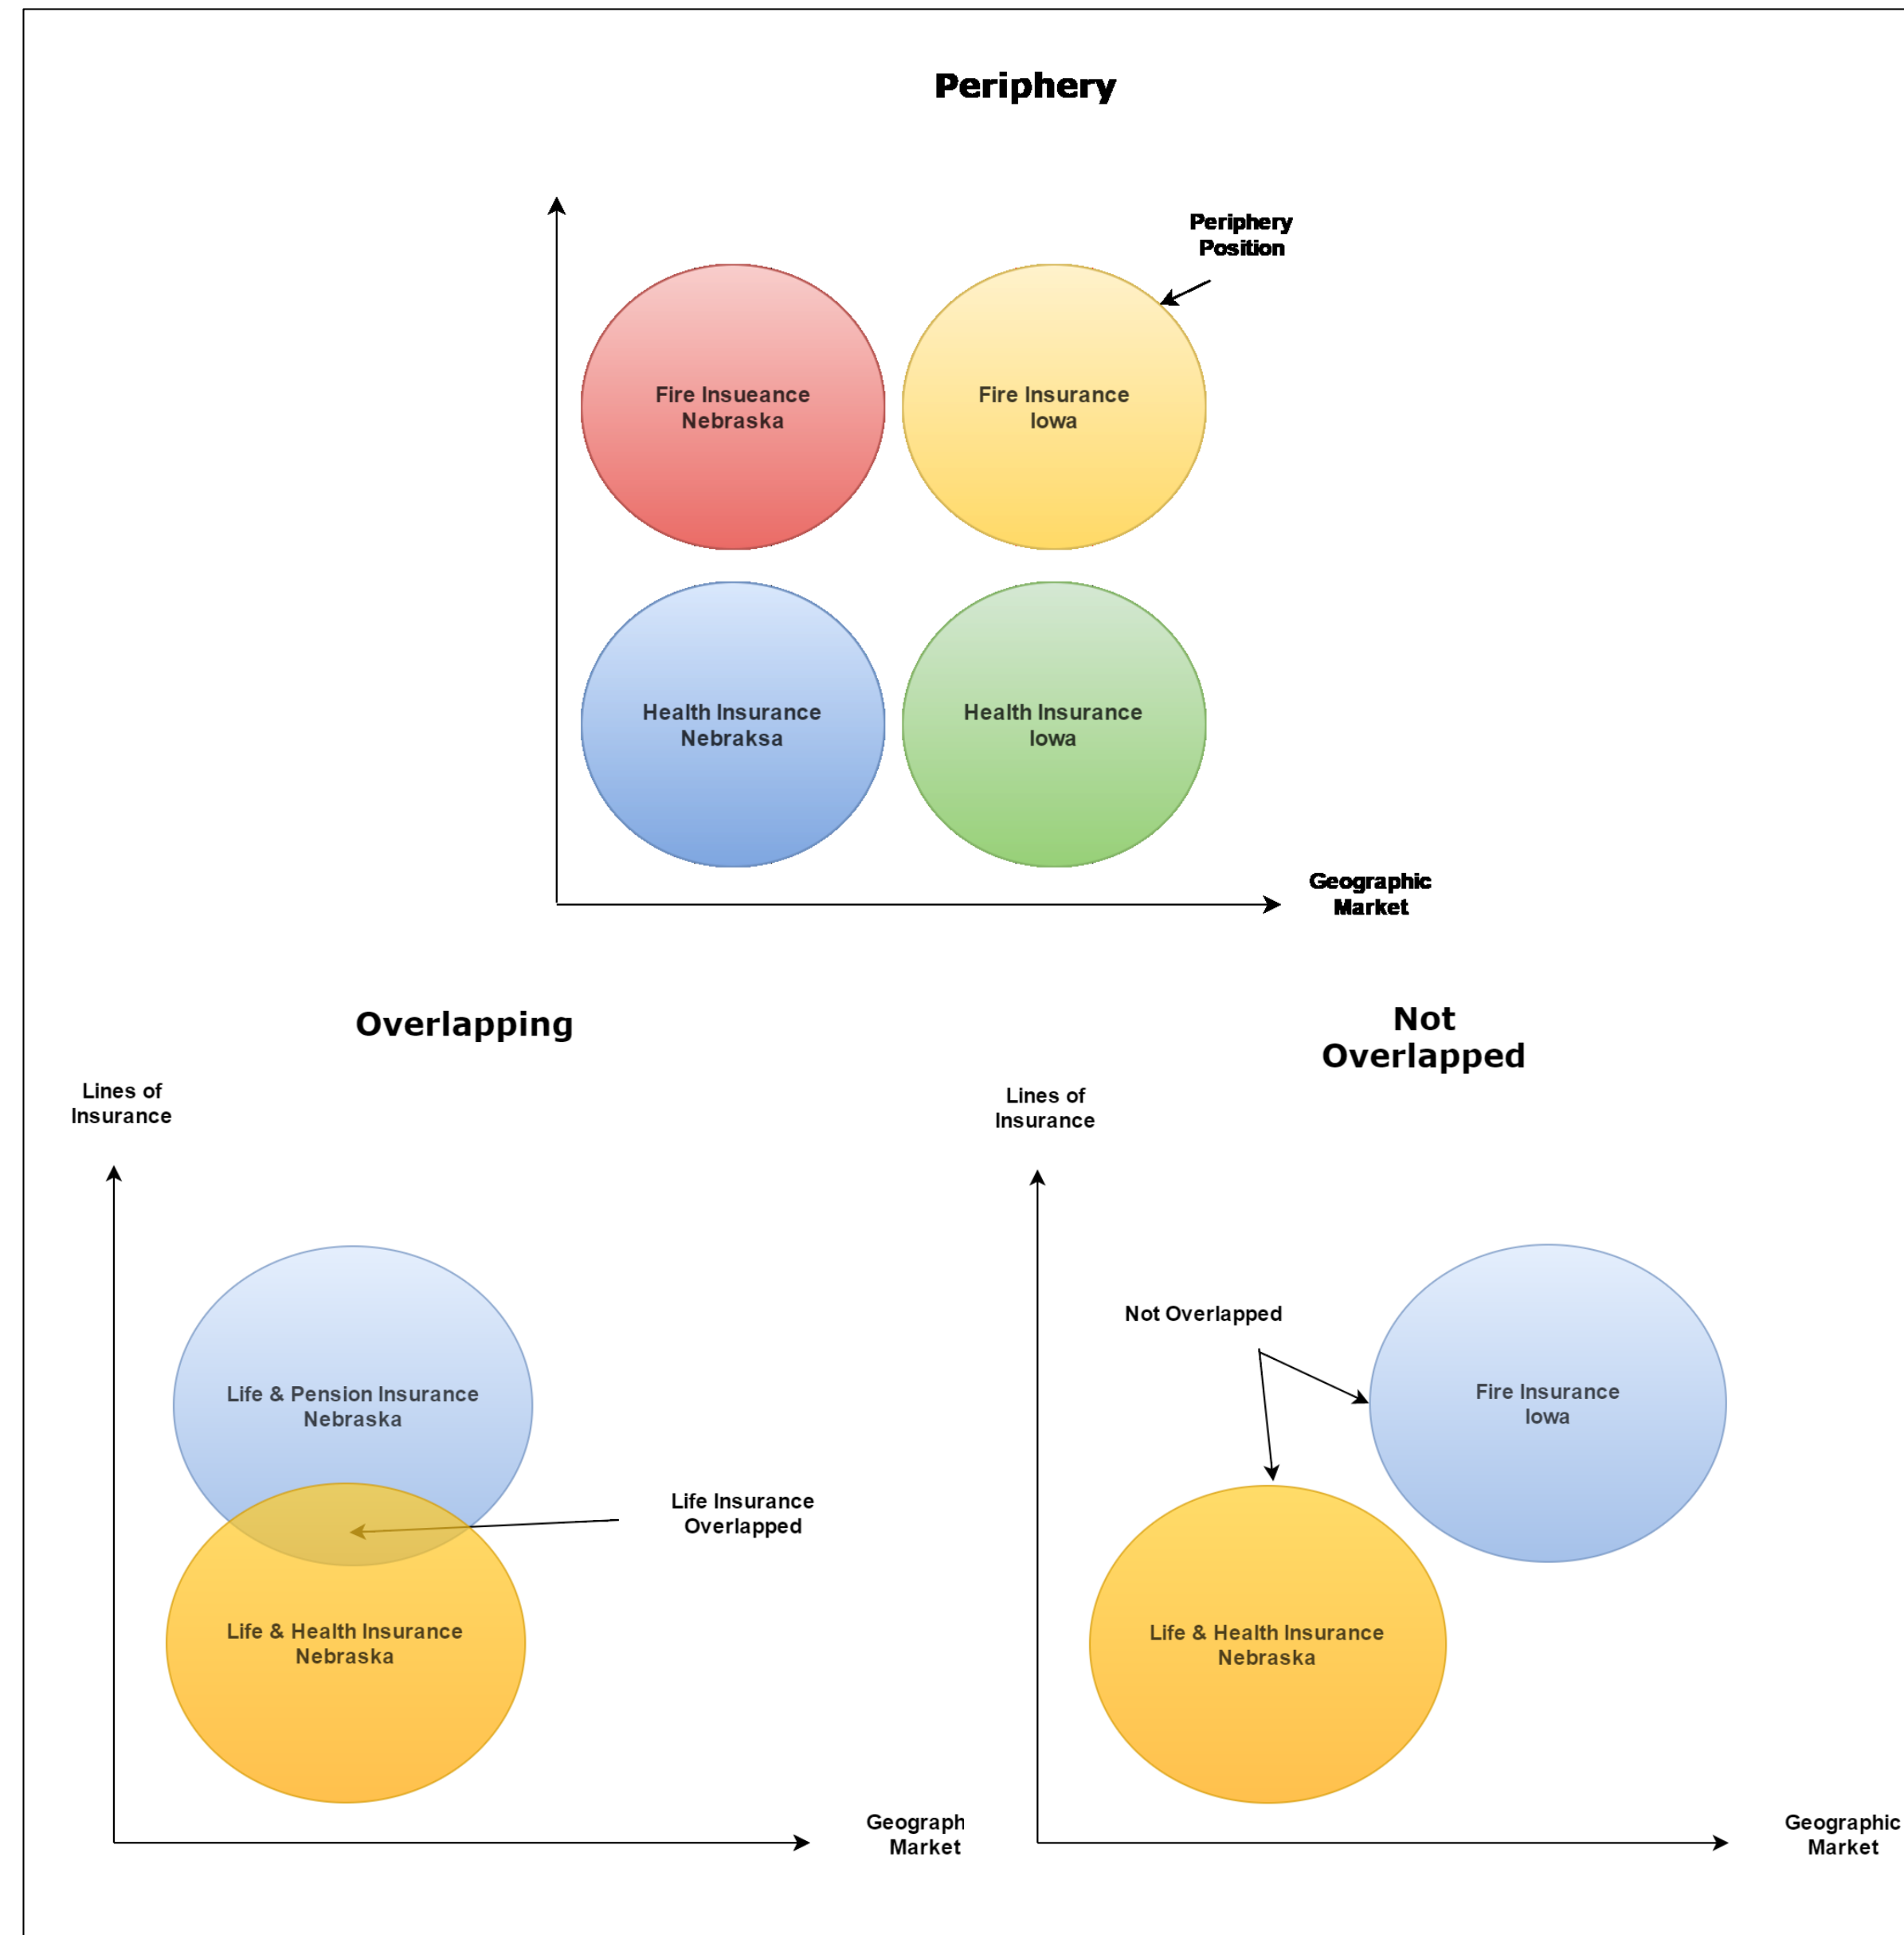 Periphery
Periphery
Position
Fire Insueance
Nebraska
Fire Insurance
Iowa
Health Insurance
Nebraksa
Health Insurance
Iowa
Geographic
Market
Overlapping
Not
Overlapped
Lines of
Insurance
Lines of
Insurance
Not Overlapped
Life & Pension Insurance
Nebraska
Fire Insurance
Iowa
Life Insurance
Overlapped
Life & Health Insurance
Nebraska
Life & Health Insurance
Nebraska
Geograph
Market
Geographic
Market